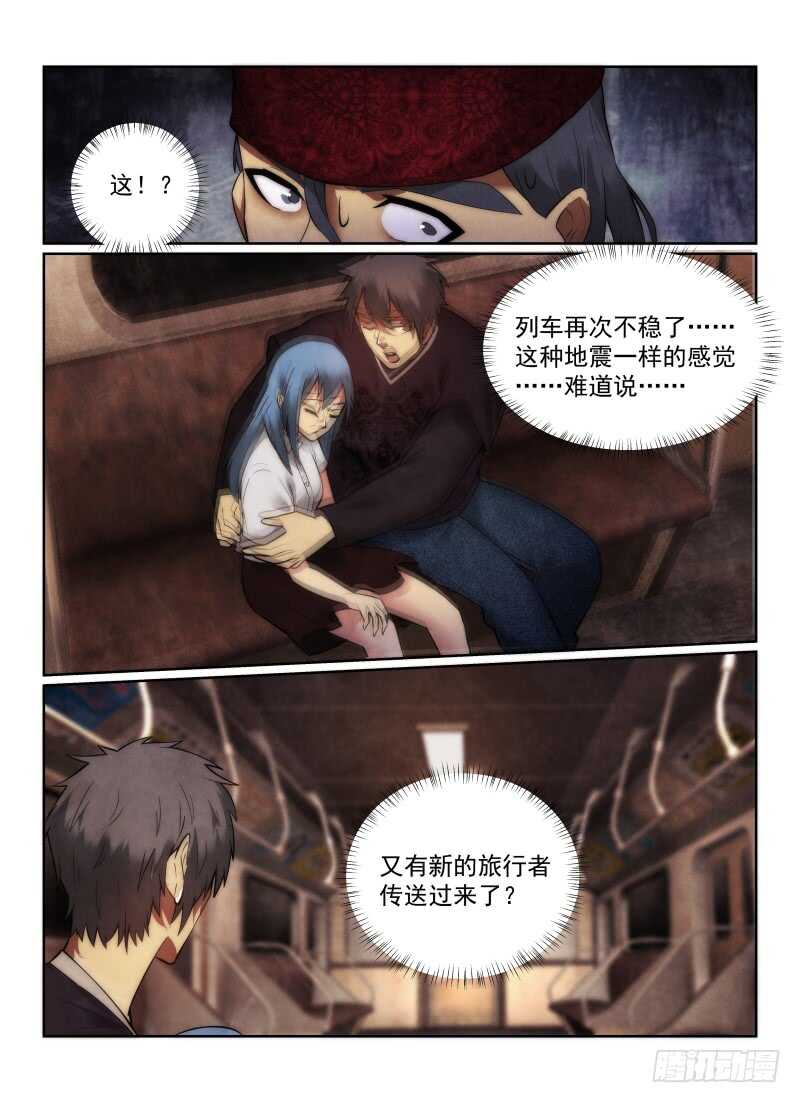 这！？
列车再次不稳了……
这种地震一样的感觉
……难道说……
又有新的旅行者
传送过来了？
腾讯动漫